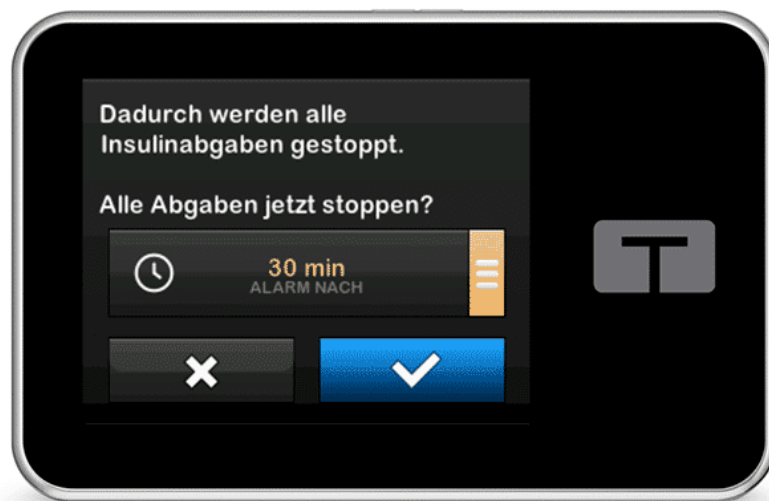 Dadurch werden alle
Insulinabgaben gestoppt.
Alle Abgaben jetzt stoppen?
30 min
ALARM NACH